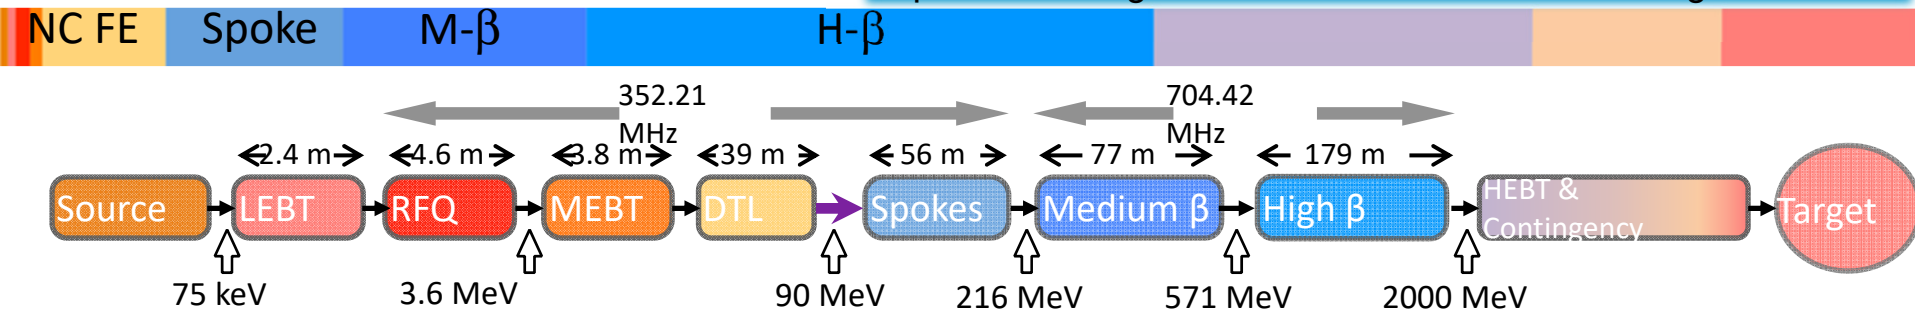 NC FE Spoke M-β H-β
352.21 704.42
MHz MHz
2.4 m 4.6 m 3.8 m 39 m 56 m 77 m 179 m
Source LEBT RFQ MEBT DTL Spokes Medium β High β HEBT & Target
Contingency
75 keV 3.6 MeV 90 MeV 216 MeV 571 MeV 2000 MeV